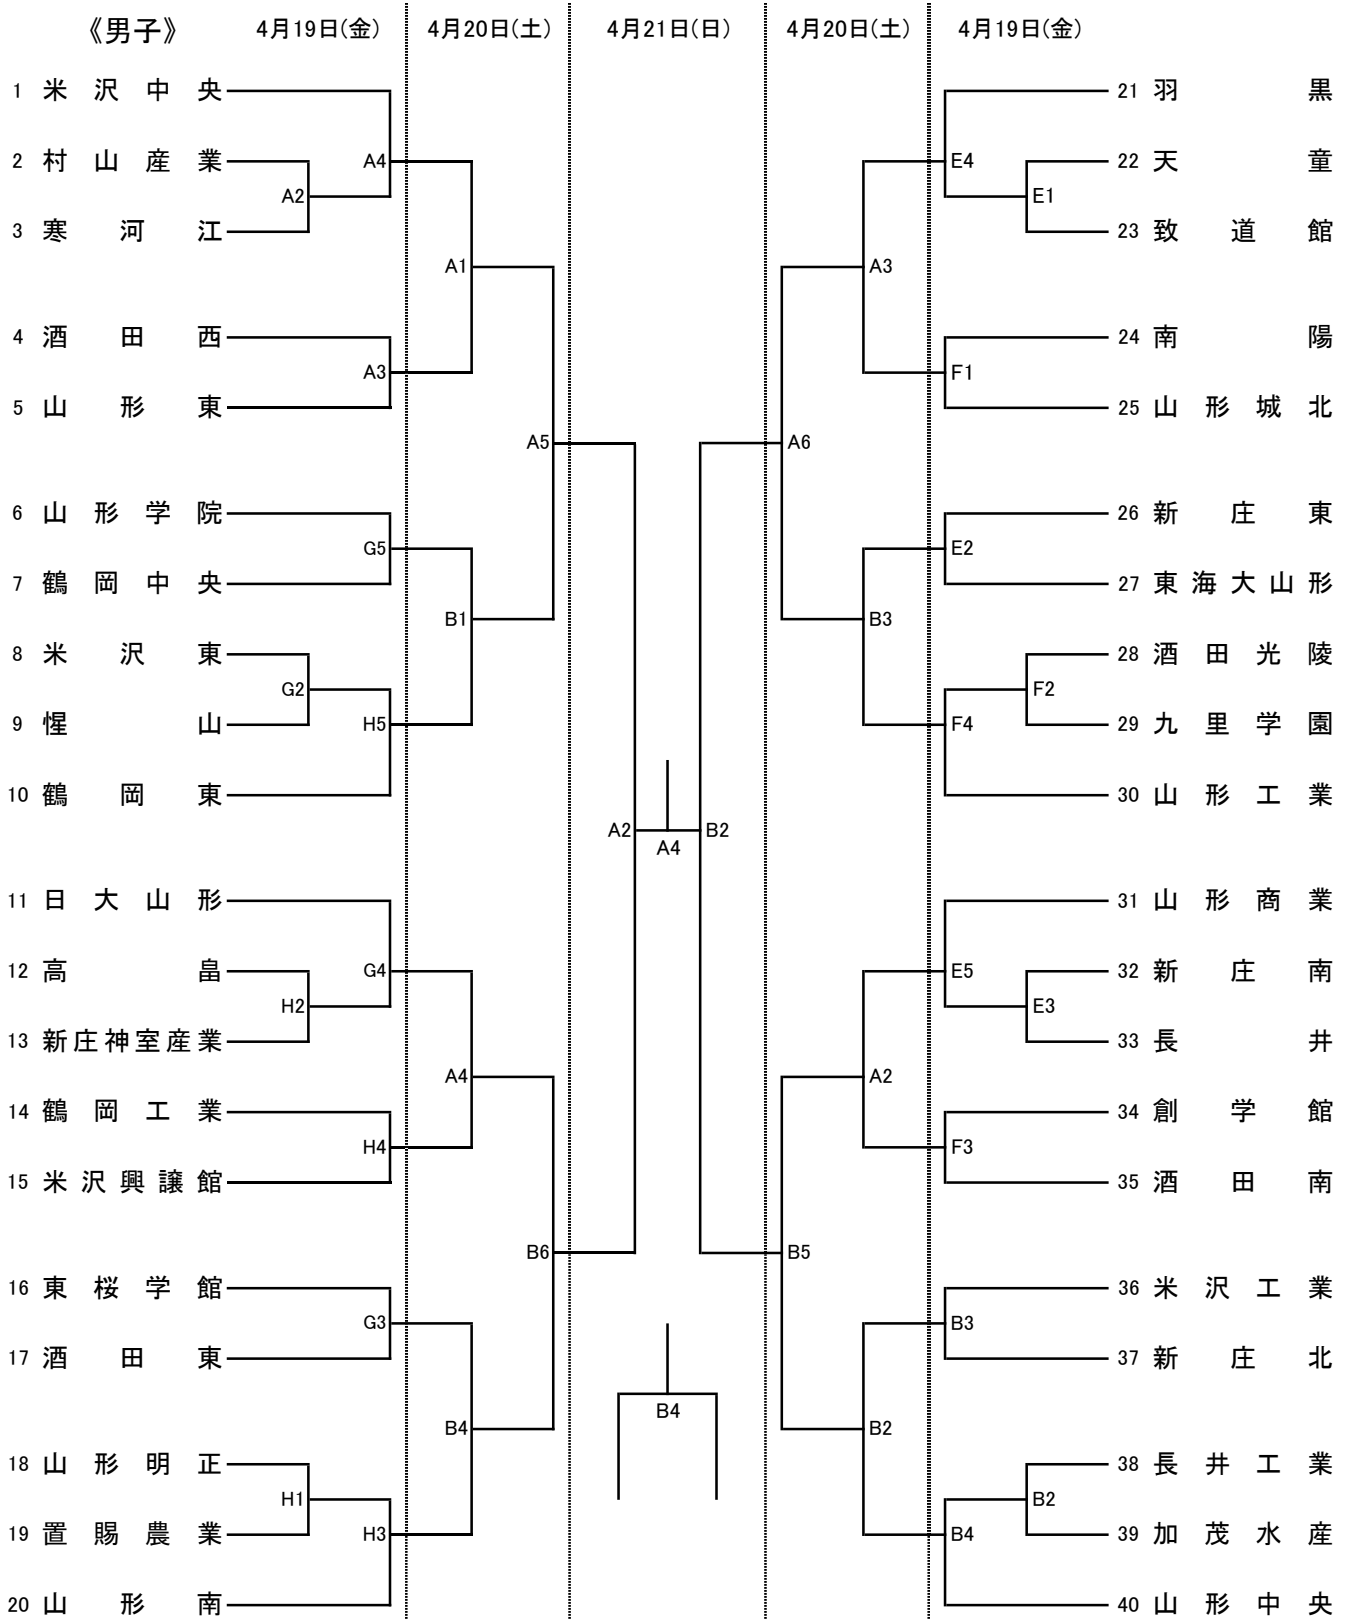 《男子》 4月19日(金) 4月20日(土) 4月21日(日) 4月20日(土) 4月19日(金)
1 米沢中央 21 羽黒
2 村山産業 A4 E4 22 天童
A2 E1
3 寒河江 23 致道館
A1 A3
4 酒田西 24 南陽
A3 F1
5 山形東 25 山形城北
A5 A6
6 山形学院 26 新庄東
G5 E2
7 鶴岡中央 27 東海大山形
B1 B3
8 米沢東 28 酒田光陵
G2 F2
9 惺山 H5 F4 29 九里学園
10 鶴岡東 30 山形工業
A2 B2
A4
11 日大山形 31 山形商業
12 高畠 G4 E5 32 新庄南
H2 E3
13 新庄神室産業 33 長井
A4 A2
14 鶴岡工業 34 創学館
H4 F3
15 米沢興譲館 35 酒田南
B6 B5
16 東桜学館 36 米沢工業
G3 B3
17 酒田東 37 新庄北
B4
B4 B2
18 山形明正 38 長井工業
H1 B2
19 置賜農業 H3 B4 39 加茂水産
20 山形南 40 山形中央